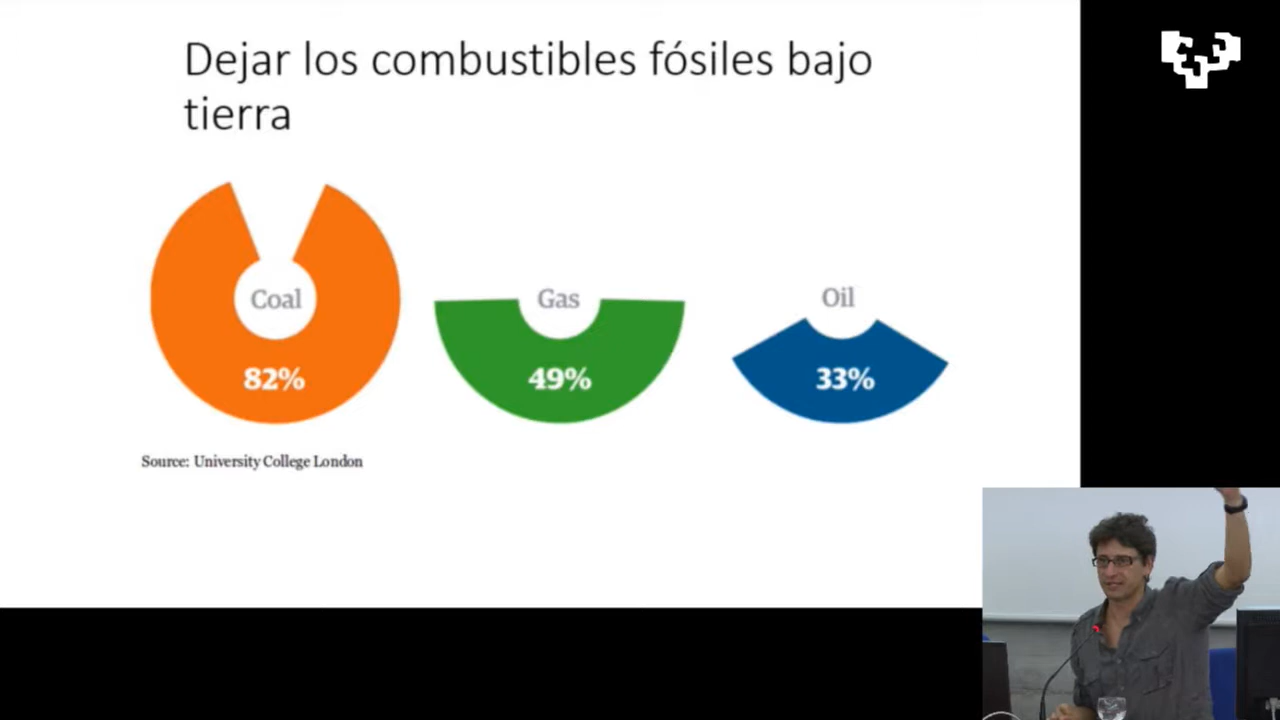 Dejar los combustibles fósiles bajo
tierra
Coal
Gas
Oil
82%
49%
33%
Source: University College London